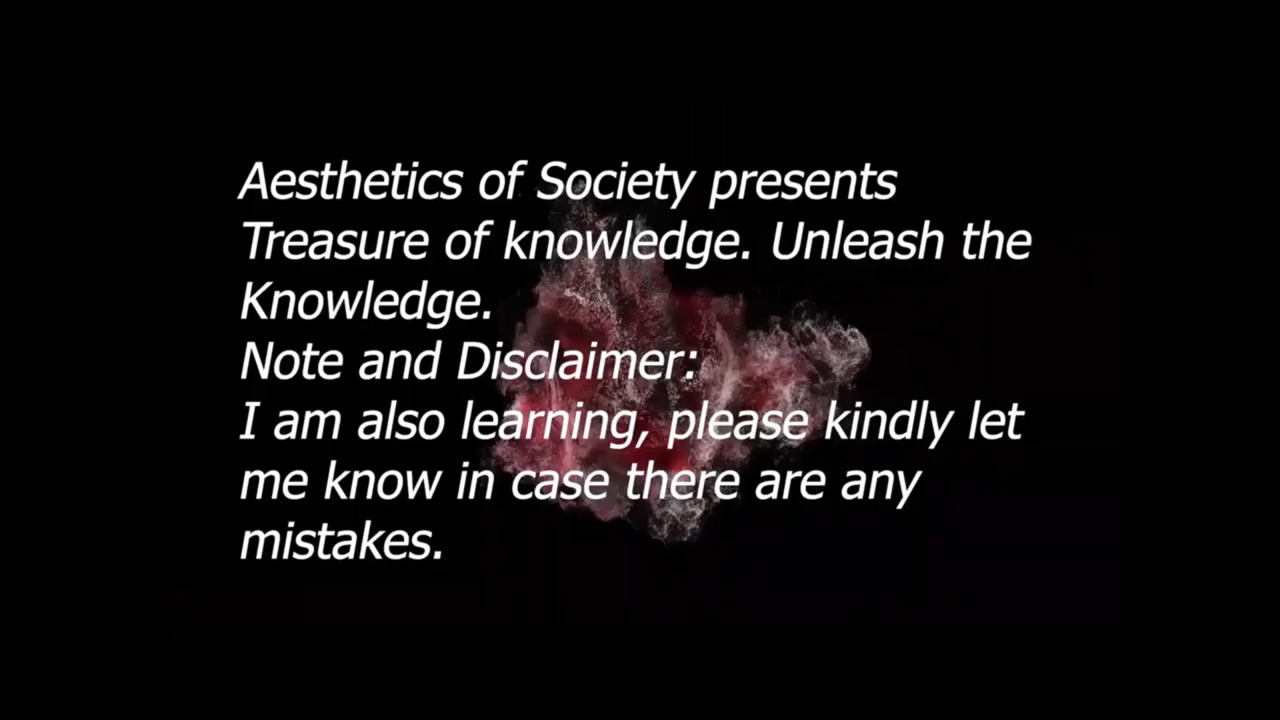 Aesthetics of Society presents
Treasure of knowledge. Unleash the
Knowledge.
Note and Disclaimer:
I am also learning, please kindly let
me know in case there are any
mistakes.